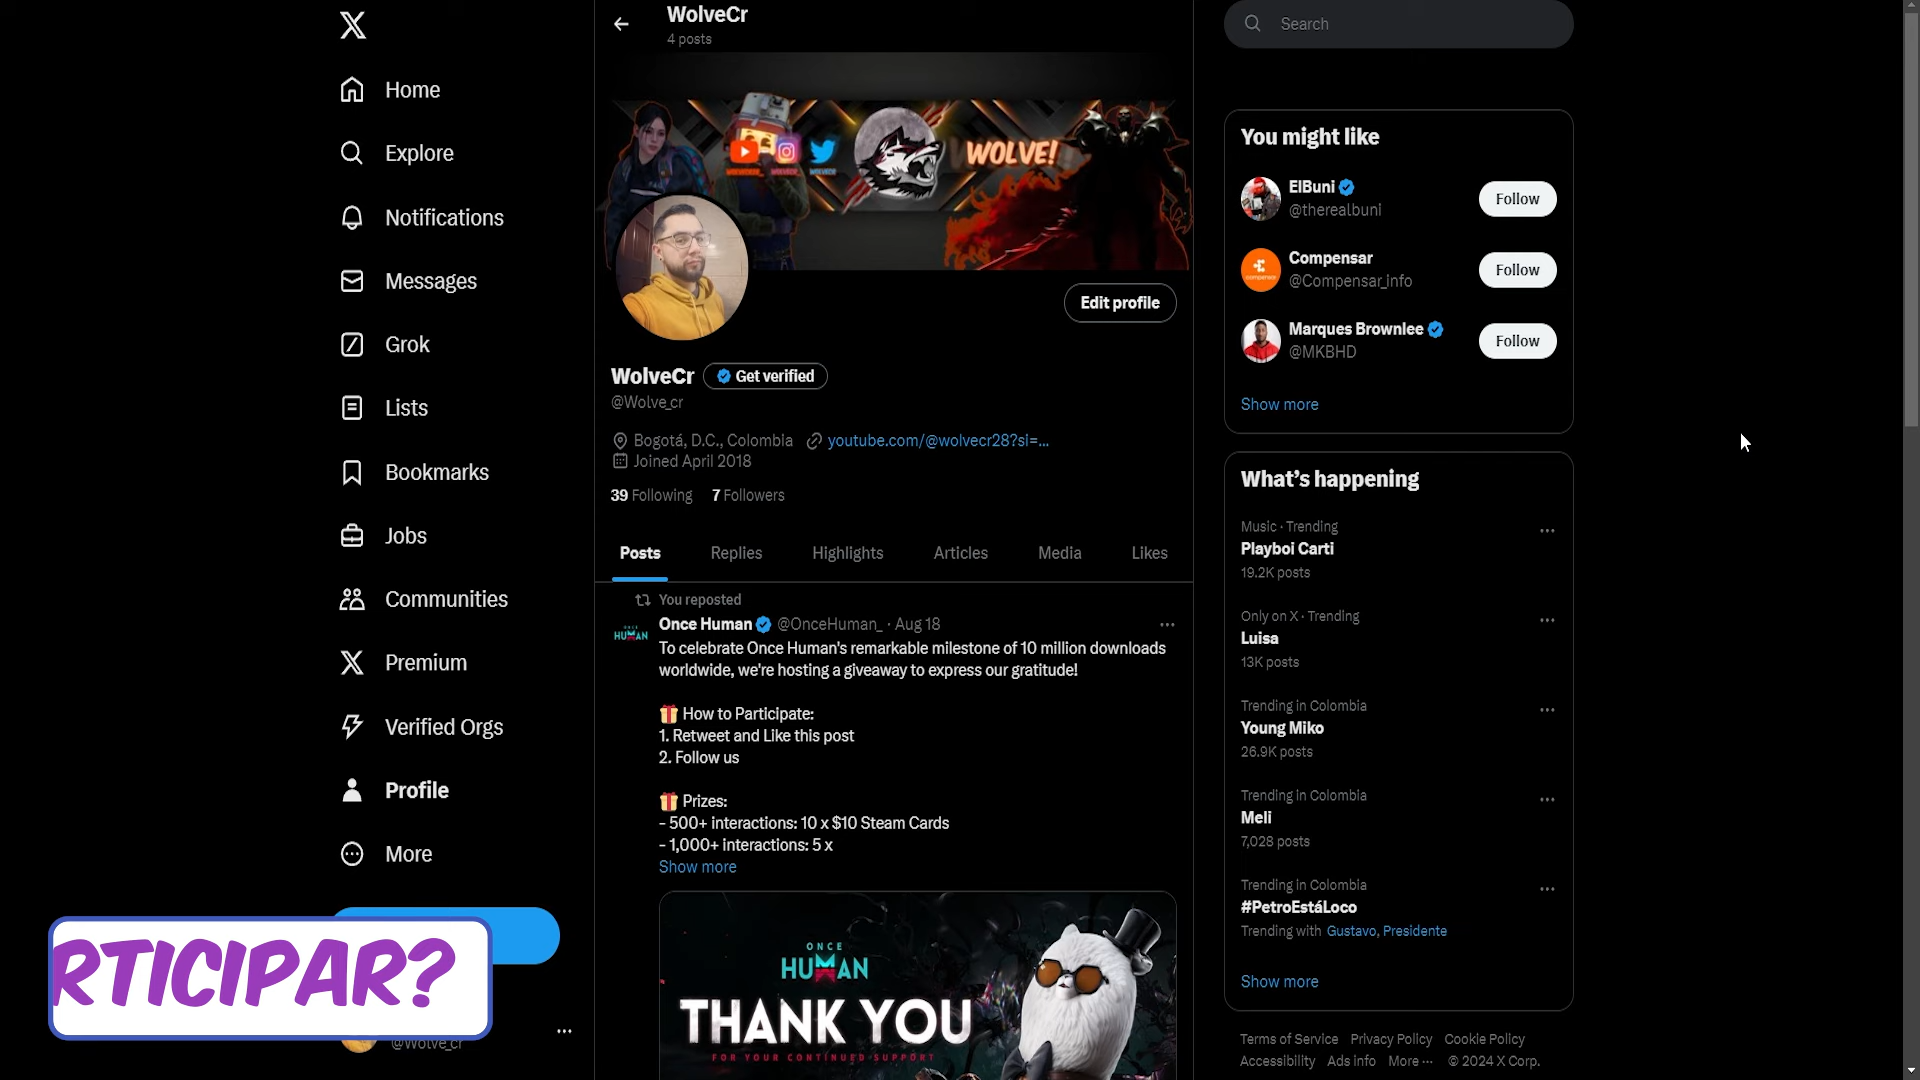 Home
Explore
Notifications
Messages
Grok
Lists
Bookmarks
Jobs
Communities
Premium
Verified Orgs
Profile
More
RTICIPAR?
@Wolve_cr
WolveCr
4 posts
WOLVE!
Edit profile
WolveCr
Get verified
@Wolve_cr
Bogotá, D.C., Colombia youtube.com/@wolvecr28?si=...
Joined April 2018
39 Following 7 Followers
Posts Replies Highlights Articles Media Likes
You reposted
Once Human @OnceHuman_ · Aug 18
To celebrate Once Human's remarkable milestone of 10 million downloads
worldwide, we're hosting a giveaway to express our gratitude!
How to Participate:
1. Retweet and Like this post
2. Follow us
Prizes:
- 500+ interactions: 10 x $10 Steam Cards
- 1,000+ interactions: 5 x
Show more
ONCE
HUMAN
THANK YOU
FOR YOUR CONTINUED SUPPORT
Search
You might like
ElBuni
@therealbuni
Follow
Compensar
@Compensar_info
Follow
Marques Brownlee
@MKBHD
Follow
Show more
What's happening
Music · Trending
Playboi Carti
19.2K posts
Only on X · Trending
Luisa
13K posts
Trending in Colombia
Young Miko
26.9K posts
Trending in Colombia
Meli
7,028 posts
Trending in Colombia
#PetroEstáLoco
Trending with Gustavo, Presidente
Show more
Terms of Service Privacy Policy Cookie Policy
Accessibility Ads info More ··· © 2024 X Corp.